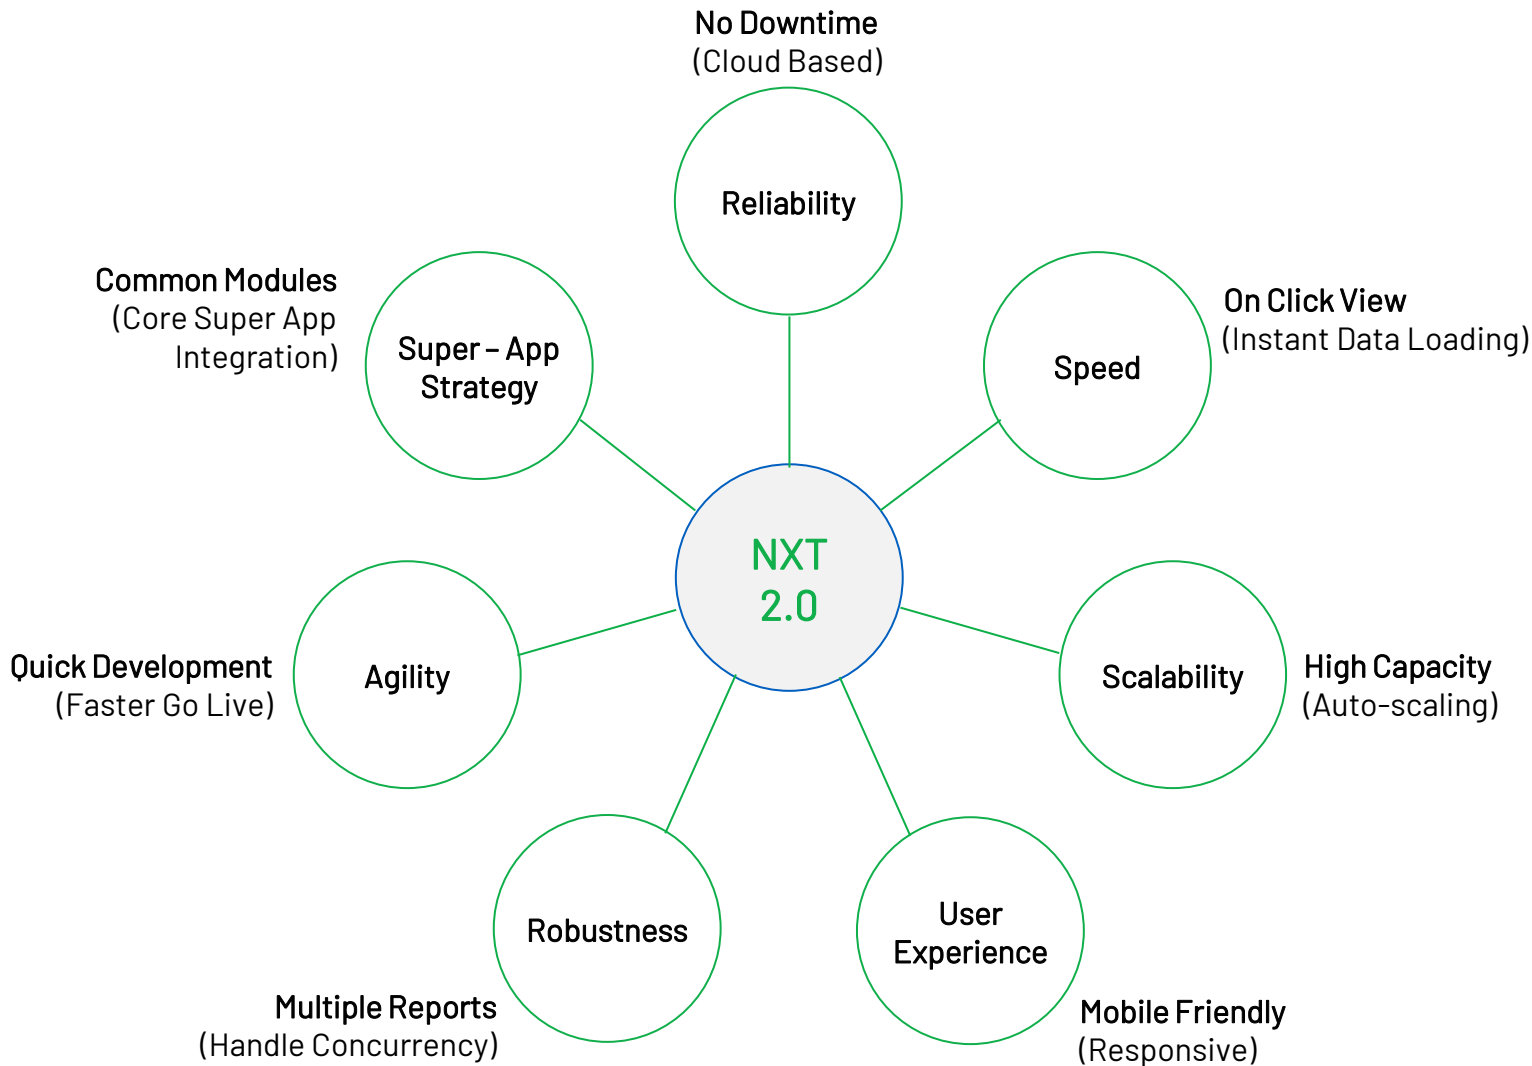 No Downtime
(Cloud Based)
Reliability
Common Modules
(Core Super App
Integration)
Super – App
Strategy
On Click View
(Instant Data Loading)
Speed
NXT
2.0
Quick Development
(Faster Go Live)
Agility
Scalability
High Capacity
(Auto-scaling)
Robustness
User
Experience
Multiple Reports
(Handle Concurrency)
Mobile Friendly
(Responsive)